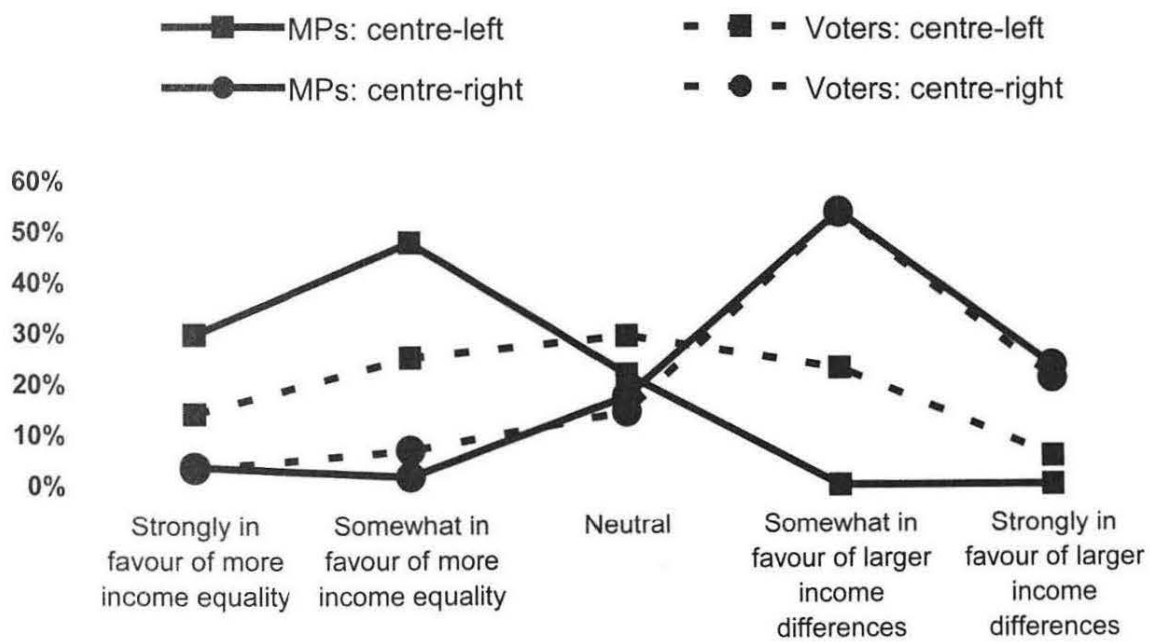 MPs: centre-left
Voters: centre-left
MPs: centre-right
Voters: centre-right
60%
50%
40%
30%
20%
10%
0%
Strongly in
favour of more
income equality
Somewhat in
favour of more
income equality
Neutral
Somewhat in
favour of larger
income
differences
Strongly in
favour of larger
income
differences